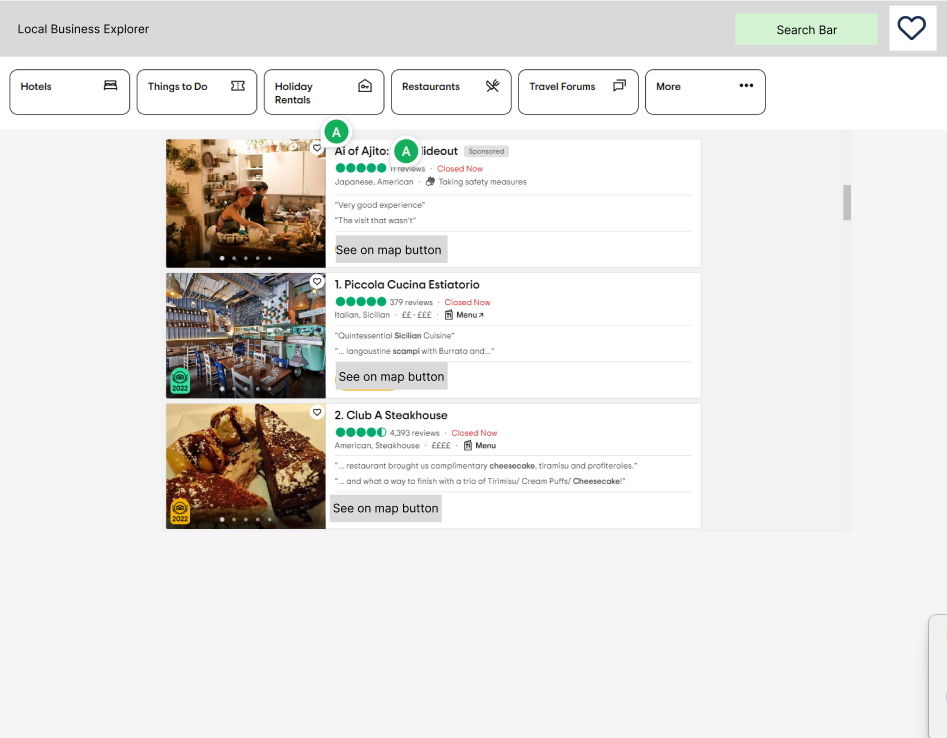 Local Business Explorer
Search Bar
Hotels
Things to Do
Holiday
Rentals
Restaurants
Travel Forums
More
A
A
Ai of Ajito: Sponsored
reviews · Closed Now
Japanese, American · Taking safety measures
"Very good experience"
"The visit that wasn't"
See on map button
1. Piccola Cucina Estiatorio
379 reviews · Closed Now
Italian, Sicilian · ££ - £££ · Menu
"Quintessential Sicilian Cuisine"
"... langoustine scampi with Burrata and..."
2022
See on map button
2. Club A Steakhouse
4,393 reviews · Closed Now
American, Steakhouse · ££££ · Menu
"... restaurant brought us complimentary cheesecake, tiramisu and profiteroles."
"... and what a way to finish with a trio of Tirimisu/ Cream Puffs/ Cheesecake!"
2022
See on map button